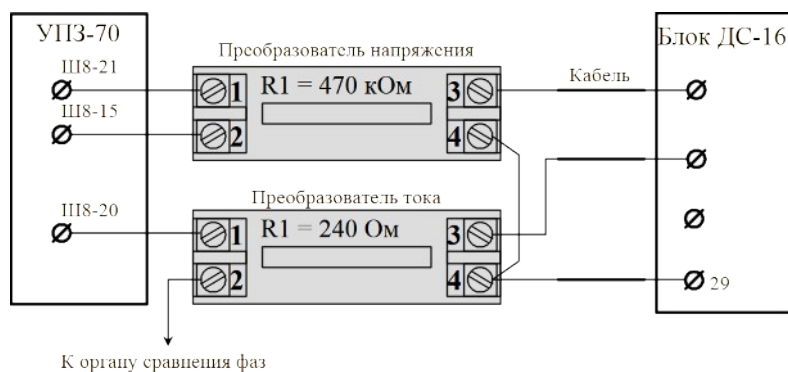 УПЗ-70
Блок ДС-16
Преобразователь напряжения
Ш8-21
1 R1 = 470 кОм 3
Кабель
Ш8-15
2 4
Преобразователь тока
Ш8-20
1 R1 = 240 Ом 3
2 4
29
К органу сравнения фаз